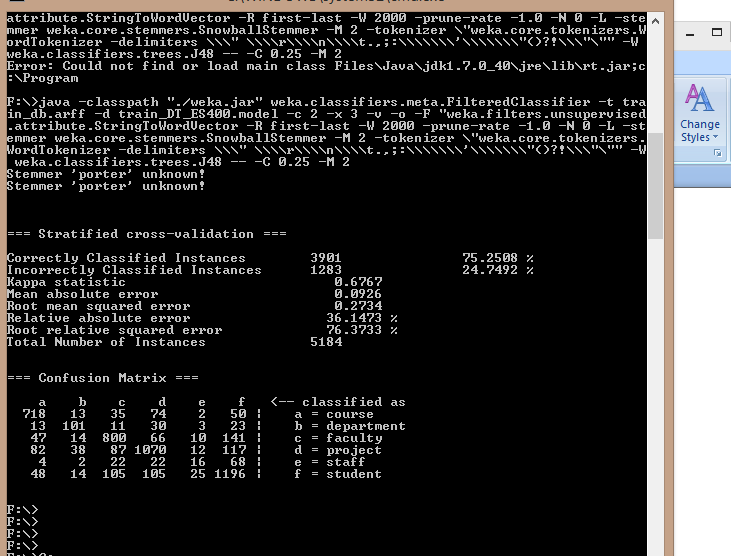 attribute.StringToWordVector -R first-last -W 2000 -prune-rate -1.0 -N 0 -L -ste
mmer weka.core.stemmers.SnowballStemmer -M 2 -tokenizer \"weka.core.tokenizers.W
ordTokenizer -delimiters \\\" \\\\r\\\\n\\\\t.,;:\\\\\\\'\\\\\\\"()?!\\\"\"" -W
weka.classifiers.trees.J48 -- -C 0.25 -M 2
Error: Could not find or load main class Files\Java\jdk1.7.0_40\jre\lib\rt.jar;c
:\Program
F:\>java -classpath "./weka.jar" weka.classifiers.meta.FilteredClassifier -t tra
in_db.arff -d train_DT_ES400.model -c 2 -x 3 -v -o -F "weka.filters.unsupervised
.attribute.StringToWordVector -R first-last -W 2000 -prune-rate -1.0 -N 0 -L -st
emmer weka.core.stemmers.SnowballStemmer -M 2 -tokenizer \"weka.core.tokenizers.
WordTokenizer -delimiters \\\" \\\\r\\\\n\\\\t.,;:\\\\\\\'\\\\\\\"()?!\\\"\"" -W
weka.classifiers.trees.J48 -- -C 0.25 -M 2
Stemmer 'porter' unknown!
Stemmer 'porter' unknown!
=== Stratified cross-validation ===
Correctly Classified Instances 3901 75.2508 %
Incorrectly Classified Instances 1283 24.7492 %
Kappa statistic 0.6767
Mean absolute error 0.0926
Root mean squared error 0.2734
Relative absolute error 36.1473 %
Root relative squared error 76.3733 %
Total Number of Instances 5184
=== Confusion Matrix ===
a b c d e f <-- classified as
718 13 35 74 2 50 | a = course
13 101 11 30 3 23 | b = department
47 14 800 66 10 141 | c = faculty
82 38 87 1070 12 117 | d = project
4 2 22 22 16 68 | e = staff
48 14 105 105 25 1196 | f = student
F:\>
F:\>
F:\>
F:\>
Change
Styles